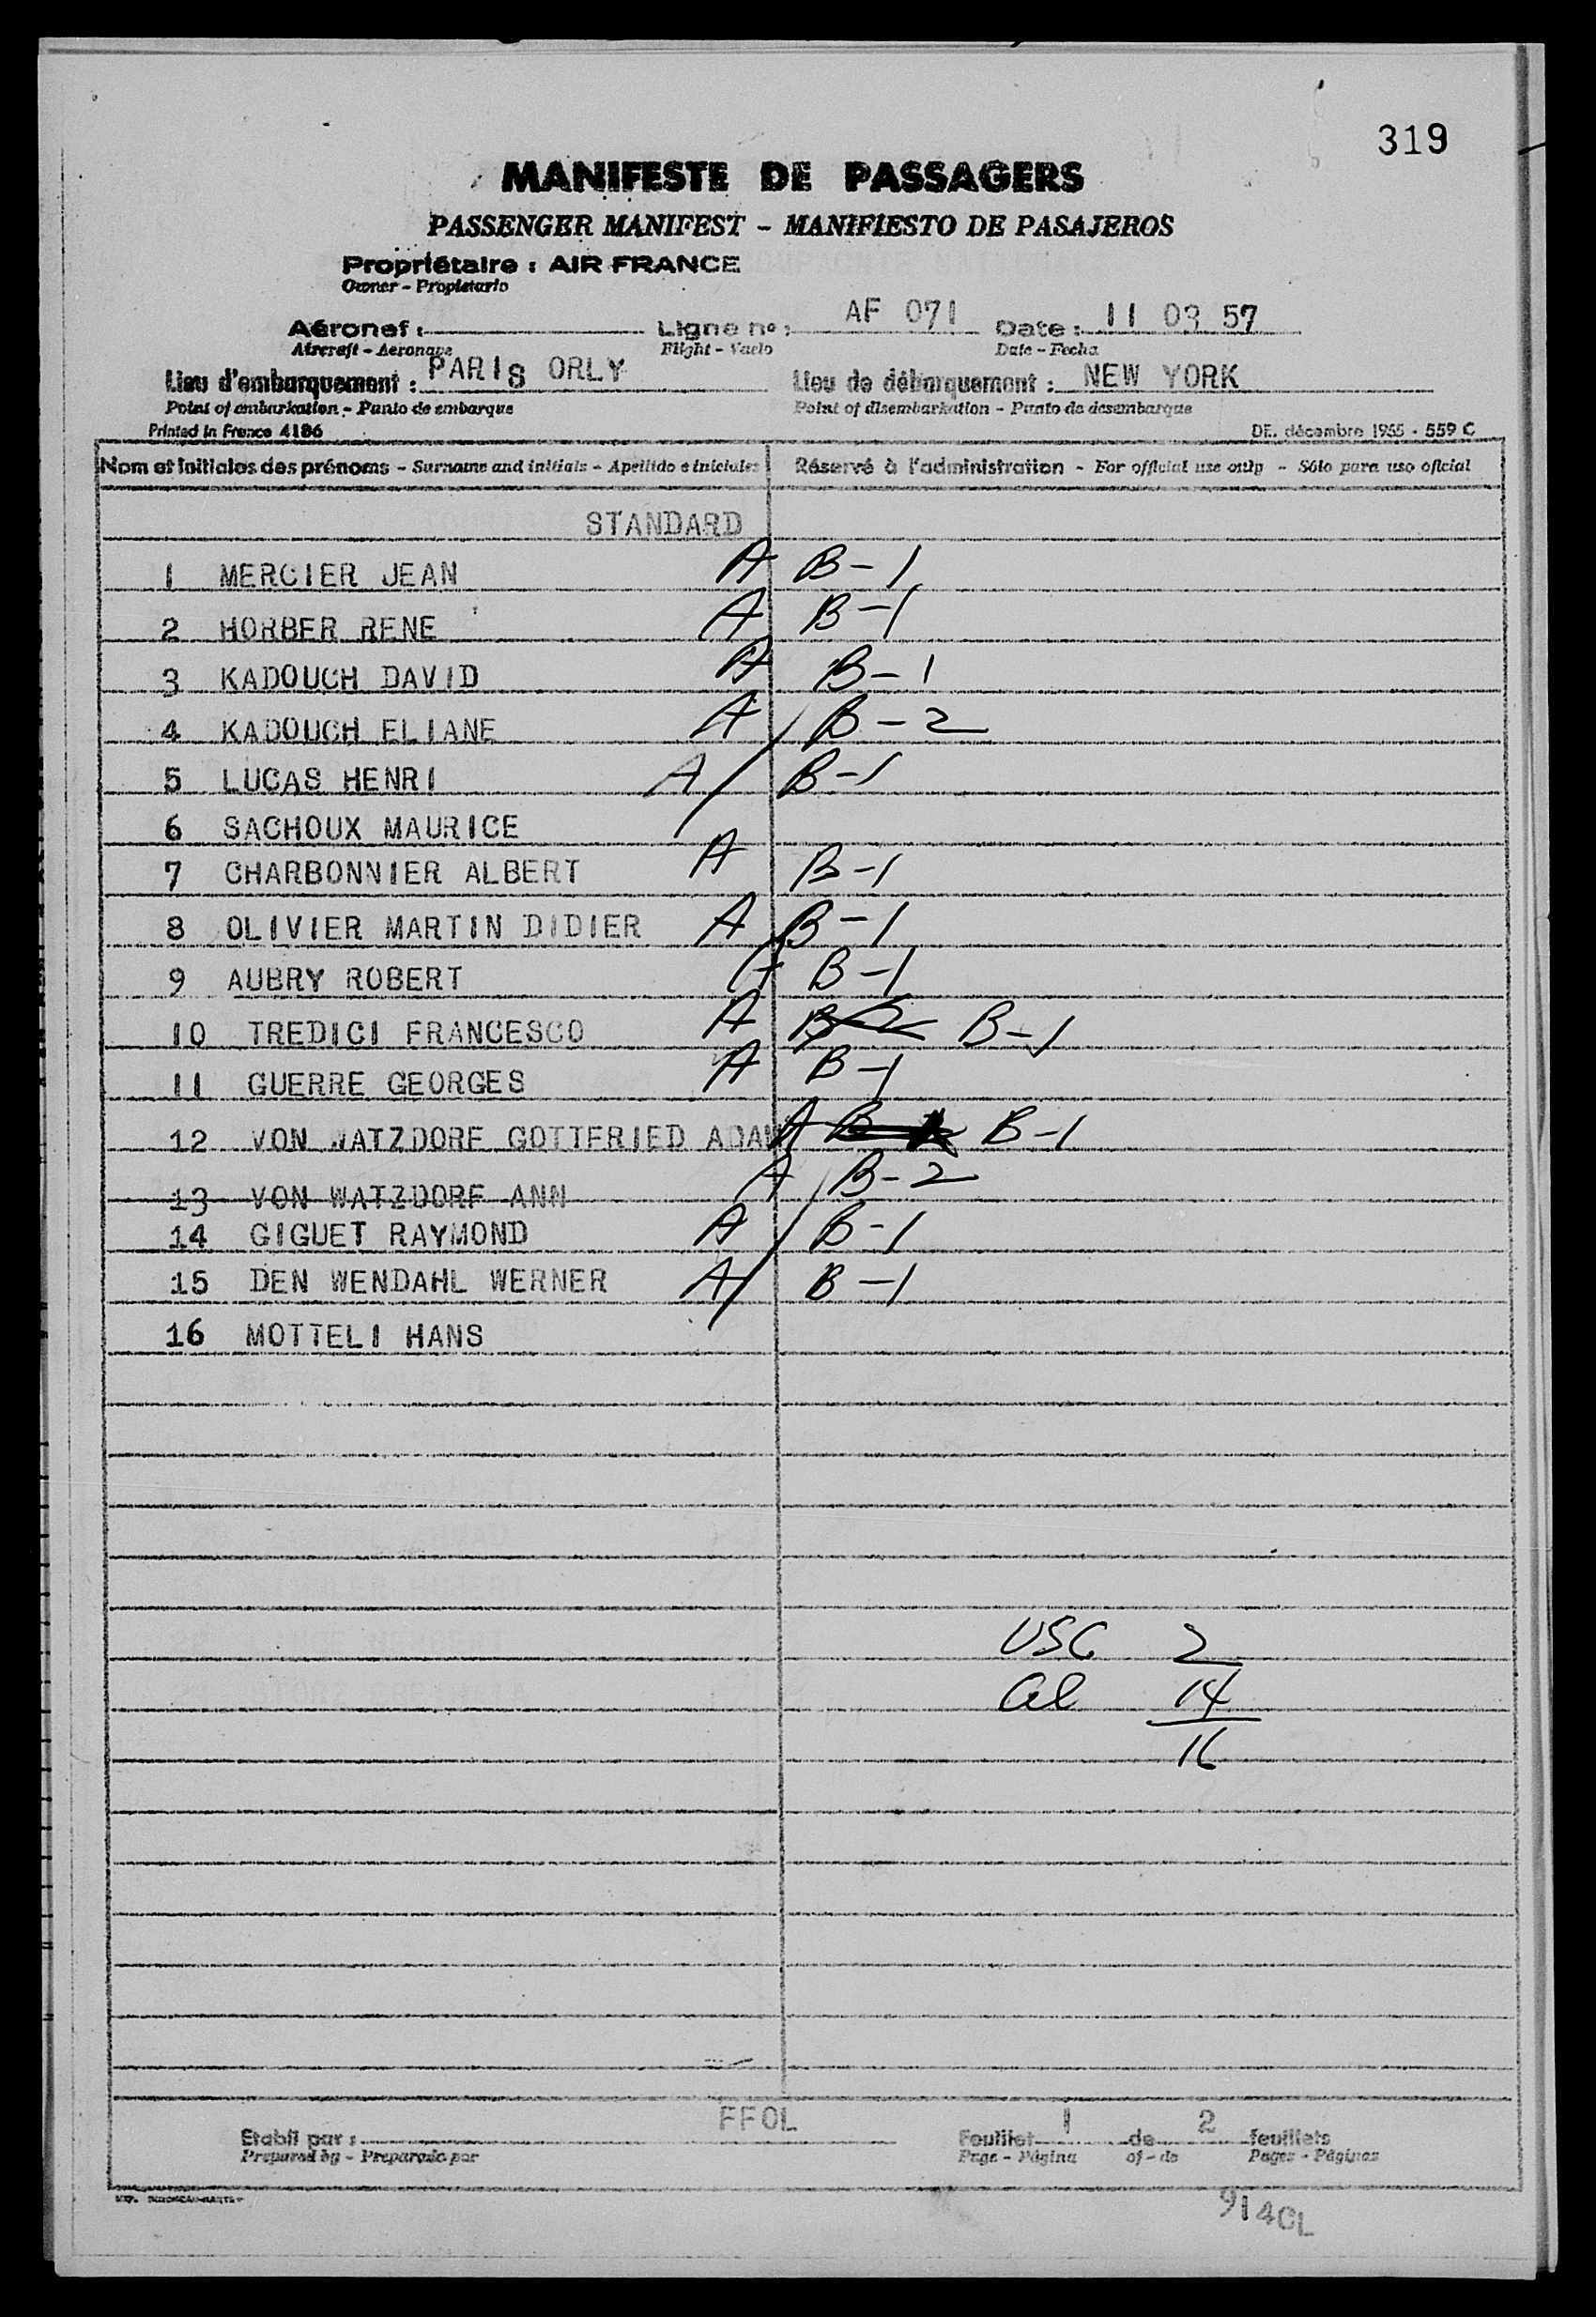 319
MANIFESTE DE PASSAGERS
PASSENGER MANIFEST - MANIFIESTO DE PASAJEROS
Propriétaire : AIR FRANCE
Owner - Propietario
Aéronef : Ligne nº : AF 071 Date : 11 03 57
Aircraft - Aeronave Flight - Vuelo Date - Fecha
Lieu d'embarquement : PARIS ORLY Lieu de débarquement : NEW YORK
Point of embarkation - Punto de embarque Point of disembarkation - Punto de desembarque
Printed in France 4186 DE. décembre 1955 - 559 C
Nom et initiales des prénoms - Surname and initials - Apellido e iniciales Réservé à l'administration - For official use only - Sólo para uso oficial
STANDARD
1 MERCIER JEAN A B-1
2 HORBER RENE A B-1
3 KADOUCH DAVID A B-1
4 KADOUCH ELIANE A B-2
5 LUCAS HENRI A B-1
6 SACHOUX MAURICE
7 CHARBONNIER ALBERT A B-1
8 OLIVIER MARTIN DIDIER A B-1
9 AUBRY ROBERT A B-1
10 TREDICI FRANCESCO A B-2 B-1
11 GUERRE GEORGES A B-1
12 VON WATZDORF GOTTFRIED ADAM A B B-1
13 VON WATZDORF ANN A B-2
14 GIGUET RAYMOND A B-1
15 DEN WENDAHL WERNER A B-1
16 MOTTELI HANS
USC 2
al 14
16
FFOL
Etabli par : Feuillet 1 de 2 feuillets
Prepared by - Preparado por Page - Página of - de Pages - Páginas
914CL